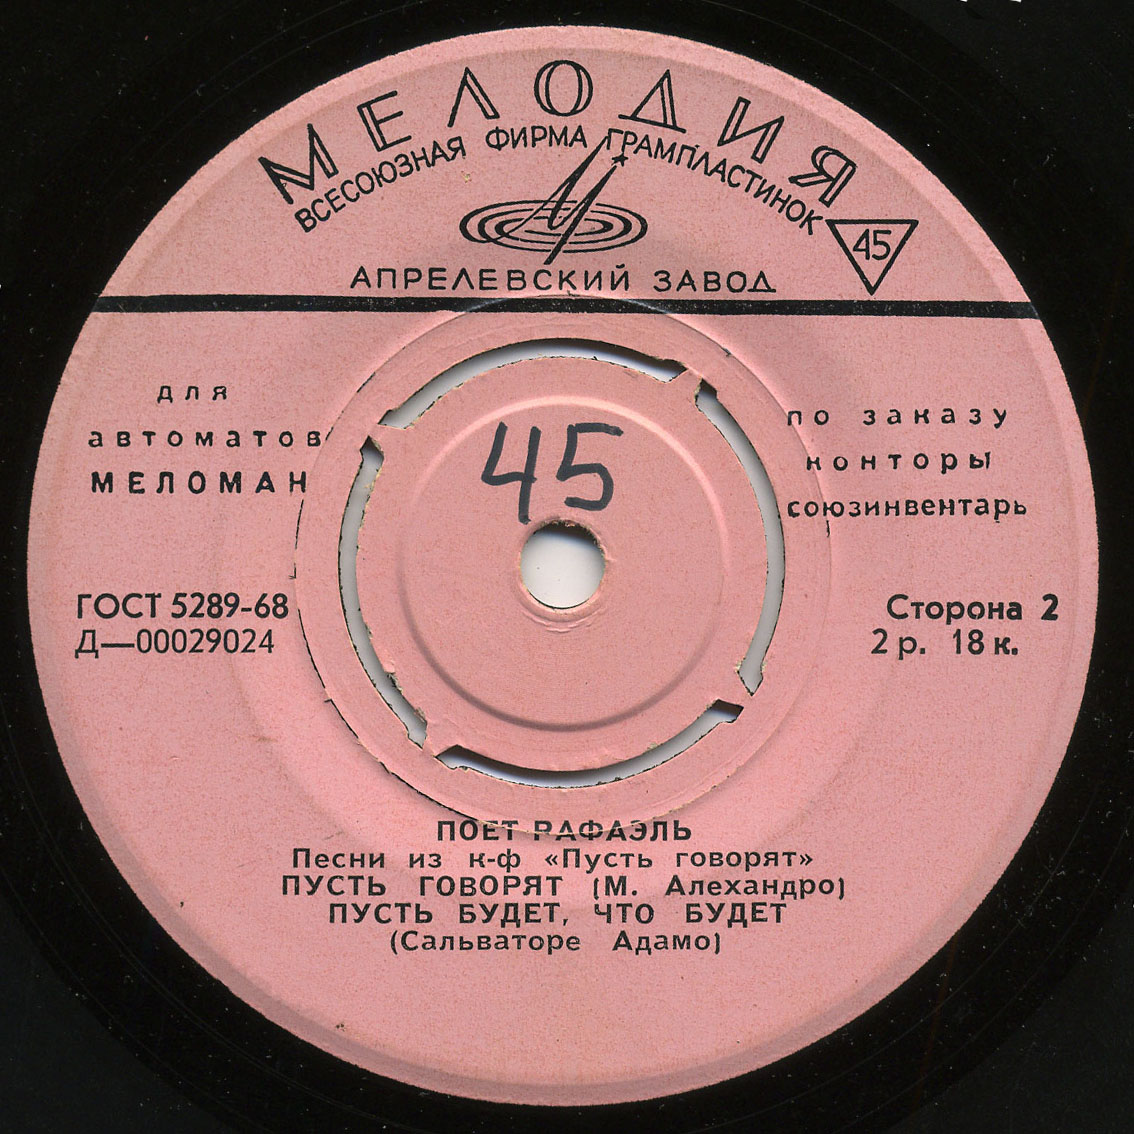 МЕЛОДИЯ
ВСЕСОЮЗНАЯ ФИРМА ГРАМПЛАСТИНОК
45
АПРЕЛЕВСКИЙ ЗАВОД
для
автоматов
МЕЛОМАН
по заказу
конторы
союзинвентарь
45
ГОСТ 5289-68
Д—00029024
Сторона 2
2 р. 18 к.
ПОЕТ РАФАЭЛЬ
Песни из к-ф «Пусть говорят»
ПУСТЬ ГОВОРЯТ (М. Алехандро)
ПУСТЬ БУДЕТ, ЧТО БУДЕТ
(Сальваторе Адамо)